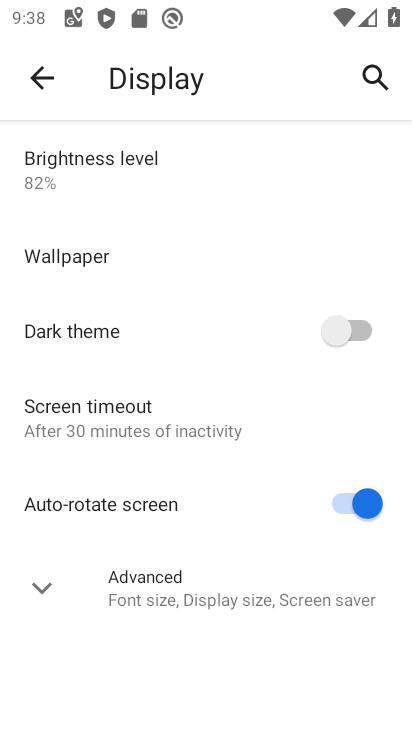 9:38
Display
Brightness level
82%
Wallpaper
Dark theme
Screen timeout
After 30 minutes of inactivity
Auto-rotate screen
Advanced
Font size, Display size, Screen saver